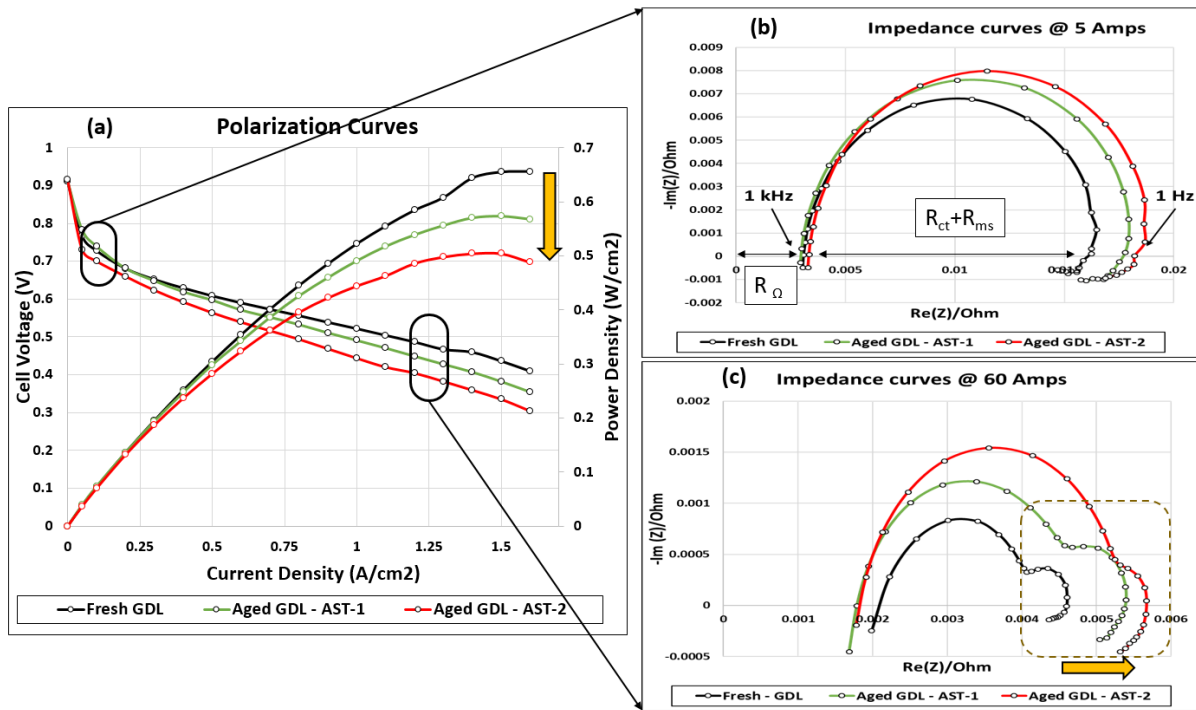 (a)
Polarization Curves
Cell Voltage (V)
1
0.9
0.8
0.7
0.6
0.5
0.4
0.3
0.2
0.1
0
0 0.25 0.5 0.75 1 1.25 1.5
Current Density (A/cm2)
0.7
0.6
0.5
0.4
0.3
0.2
0.1
0
Power Density (W/cm2)
Fresh GDL Aged GDL - AST-1 Aged GDL - AST-2
(b) Impedance curves @ 5 Amps
-Im(Z)/Ohm
0.009
0.008
0.007
0.006
0.005
0.004
0.003
0.002
0.001
0
-0.001
-0.002
1 kHz
Rct+Rms
1 Hz
R Ω
0 0.005 0.01 0.015 0.02
Re(Z)/Ohm
Fresh GDL Aged GDL - AST-1 Aged GDL - AST-2
(c) Impedance curves @ 60 Amps
-Im (Z)/Ohm
0.002
0.0015
0.001
0.0005
0
-0.0005
0 0.001 0.002 0.003 0.004 0.005 0.006
Re(Z)/Ohm
Fresh - GDL Aged GDL - AST-1 Aged GDL - AST-2